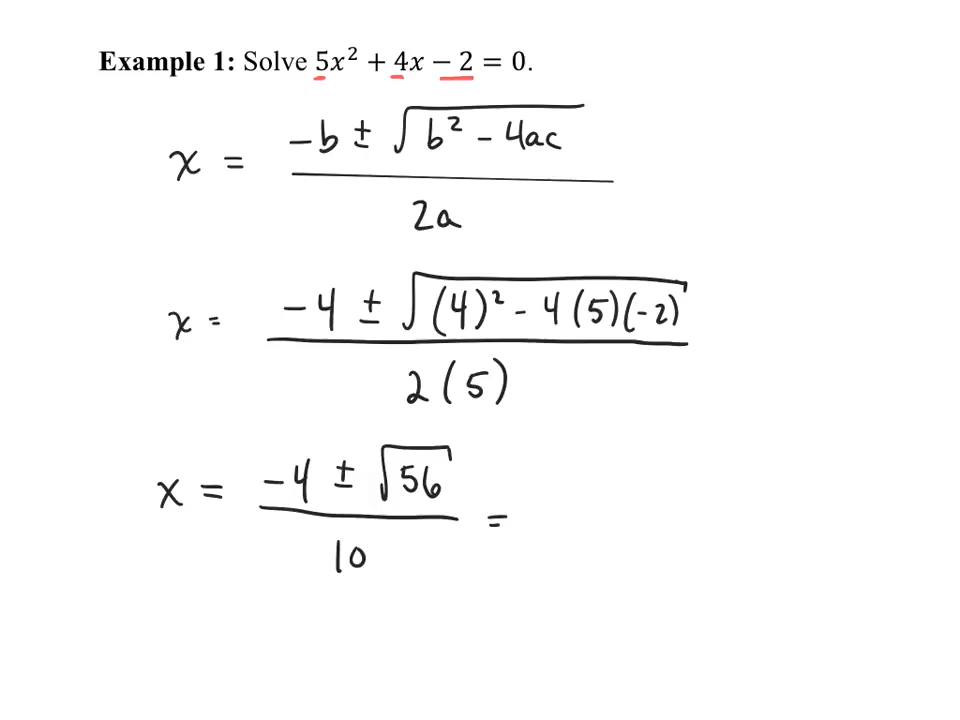 Example 1: Solve 5x² + 4x − 2 = 0.
x = (-b ± √(b² - 4ac)) / 2a
x = (-4 ± √((4)² - 4(5)(-2))) / 2(5)
x = (-4 ± √56) / 10 =